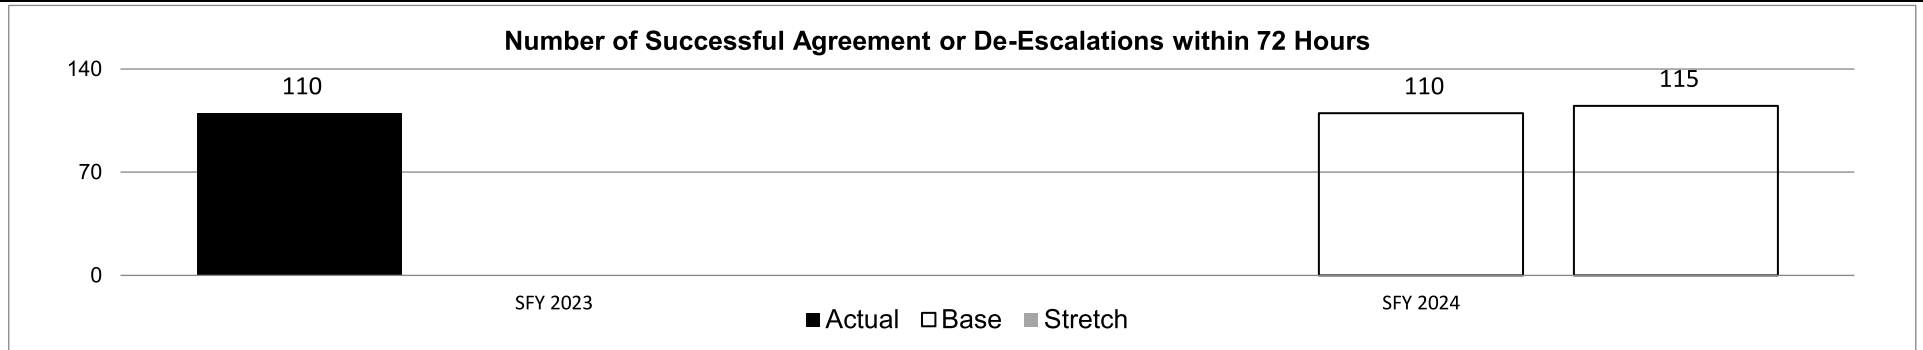 Number of Successful Agreement or De-Escalations within 72 Hours
140
110
110
115
70
0
SFY 2023
SFY 2024
Actual
Base
Stretch